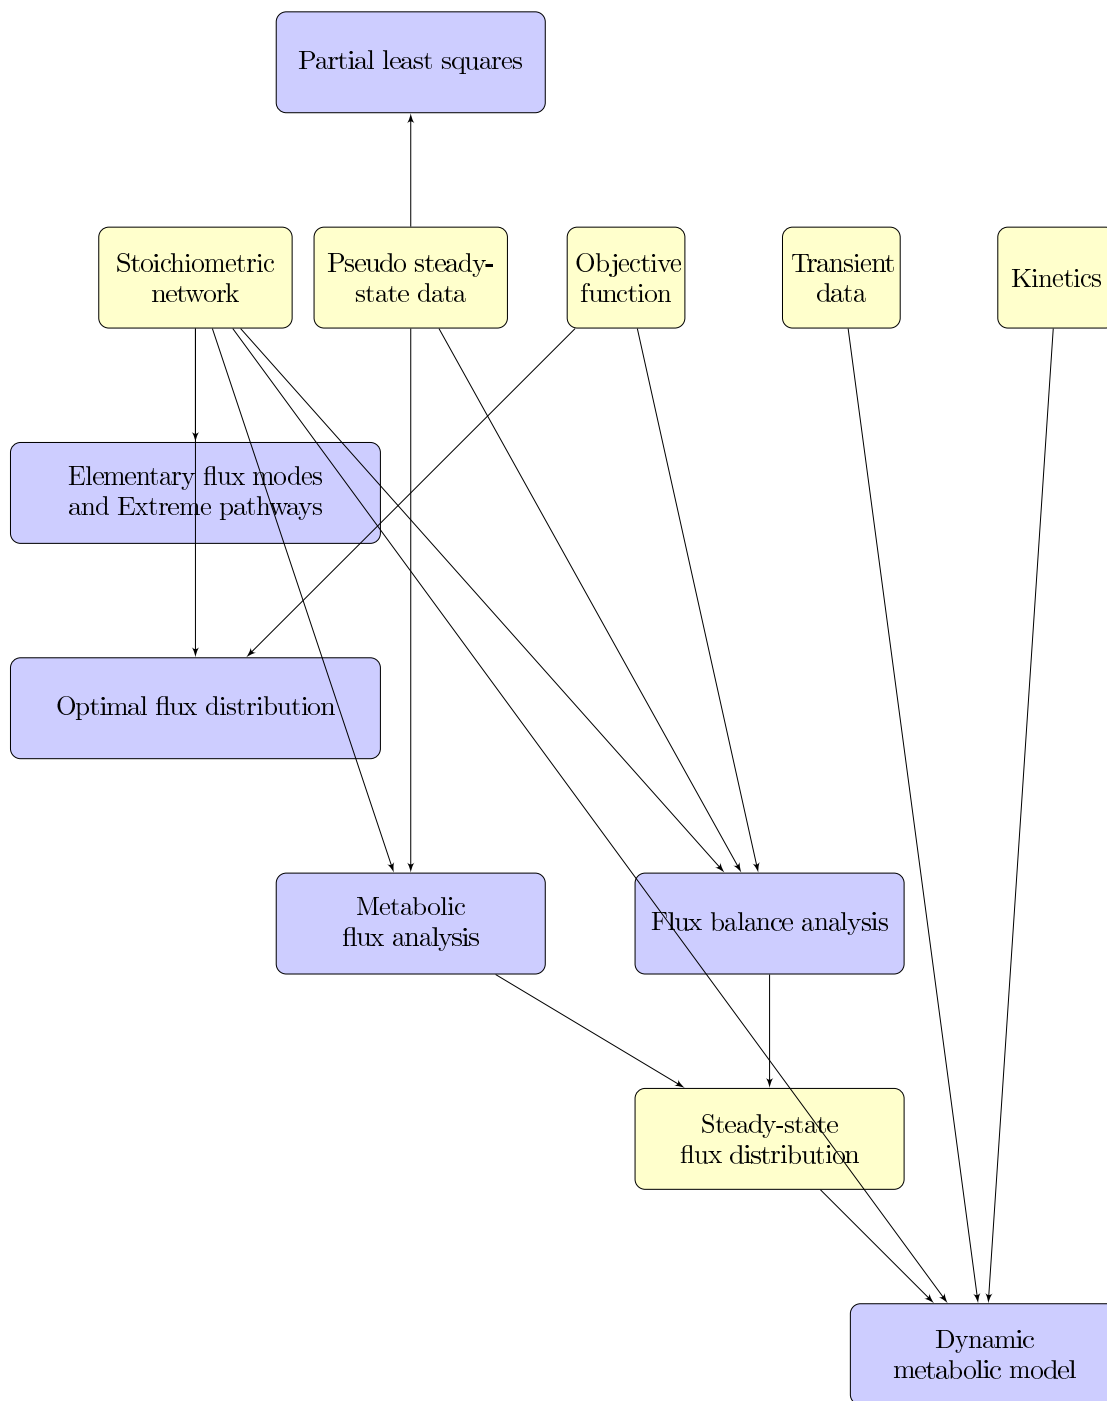 Partial least squares
Stoichiometric
network
Pseudo steady-
state data
Objective
function
Transient
data
Kinetics
Elementary flux modes
and Extreme pathways
Optimal flux distribution
Metabolic
flux analysis
Flux balance analysis
Steady-state
flux distribution
Dynamic
metabolic model